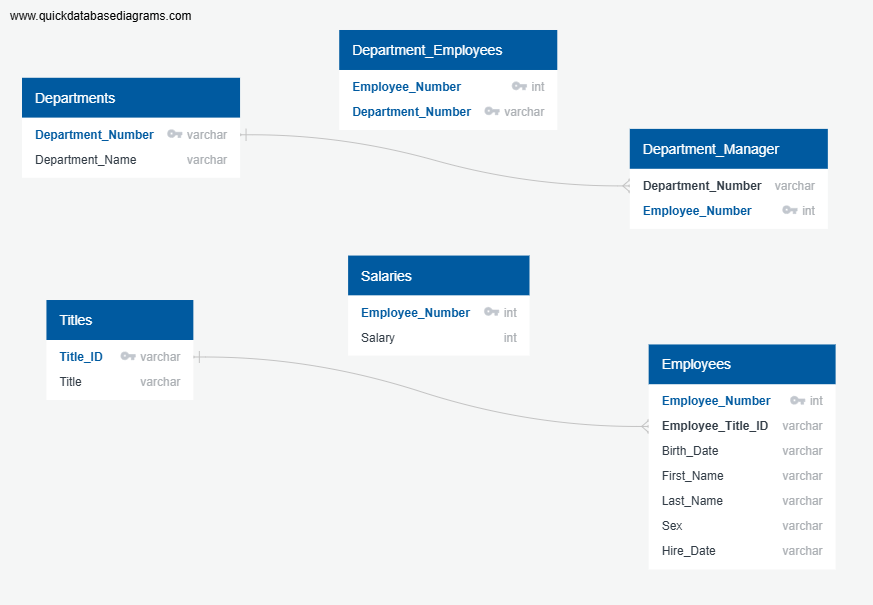 www.quickdatabasediagrams.com
Department_Employees
Employee_Number int
Department_Number varchar
Departments
Department_Number varchar
Department_Name varchar
Department_Manager
Department_Number varchar
Employee_Number int
Salaries
Employee_Number int
Salary int
Titles
Title_ID varchar
Title varchar
Employees
Employee_Number int
Employee_Title_ID varchar
Birth_Date varchar
First_Name varchar
Last_Name varchar
Sex varchar
Hire_Date varchar